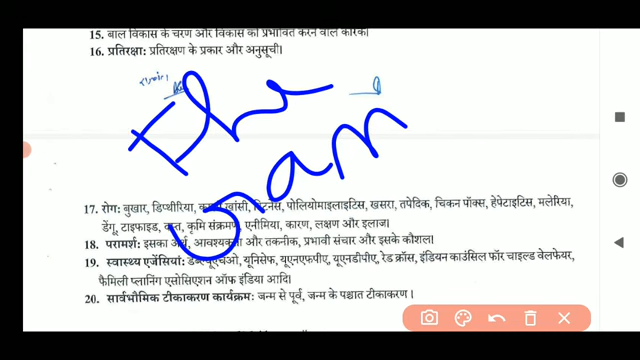 15. बाल विकास के चरण और विकास को प्रभावित करने वाले कारक।
16. प्रतिरक्षा: प्रतिरक्षण के प्रकार और अनुसूची।
The
Jam
17. रोग: बुखार, डिप्थीरिया, खांसी, टिटनेस, पोलियोमाइलाइटिस, खसरा, तपेदिक, चिकन पॉक्स, हेपेटाइटिस, मलेरिया,
डेंगू, टाइफाइड, कृमि संक्रमण, एनीमिया, कारण, लक्षण और इलाज।
18. परामर्श: इसका अर्थ, आवश्यकता और तकनीक, प्रभावी संचार और इसके कौशल।
19. स्वास्थ्य एजेंसियां: डब्ल्यूएचओ, यूनिसेफ, यूएनएफपीए, यूएनडीपीए, रेड क्रॉस, इंडियन काउंसिल फॉर चाइल्ड वेलफेयर,
फैमिली प्लानिंग एसोसिएशन ऑफ इंडिया आदि।
20. सार्वभौमिक टीकाकरण कार्यक्रम: जन्म से पूर्व, जन्म के पश्चात टीकाकरण।